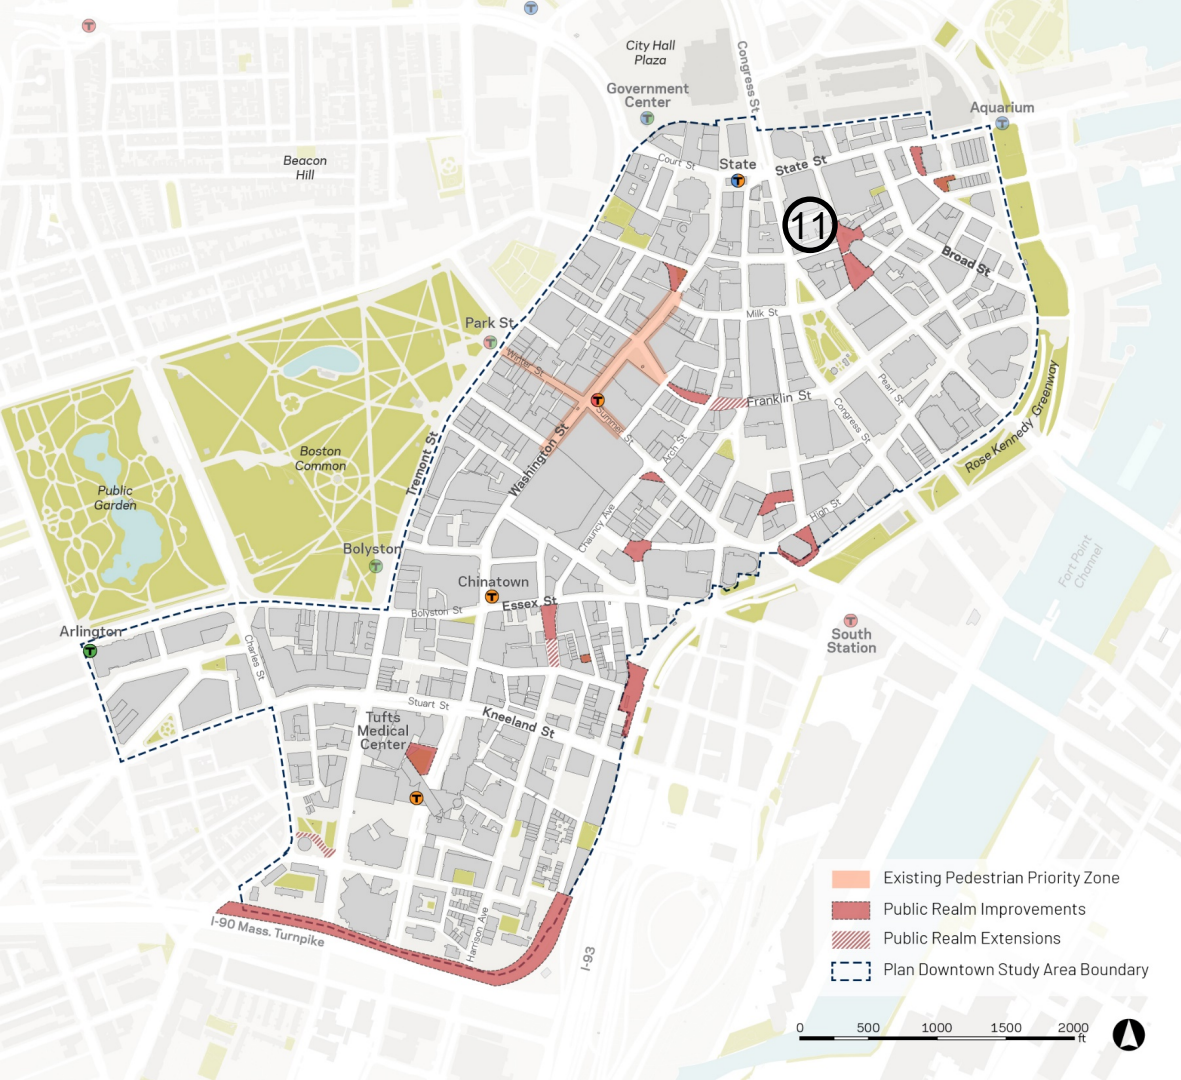 City Hall
Plaza
Congress St
Government
Center
Aquarium
Beacon
Hill
Court St
State
State St
11
Broad St
Milk St
Park St
Winter St
Summer St
Franklin St
Pearl St
Congress St
Rose Kennedy Greenway
Washington St
Arch St
Tremont St
Boston
Common
Public
Garden
High St
Chauncy Ave
Bolyston
Fort Point
Channel
Chinatown
Essex St
Bolyston St
Arlington
Charles St
South
Station
Stuart St
Kneeland St
Tufts
Medical
Center
Harrison Ave
I-90 Mass. Turnpike
I-93
Existing Pedestrian Priority Zone
Public Realm Improvements
Public Realm Extensions
Plan Downtown Study Area Boundary
0 500 1000 1500 2000
ft
T
T
T
T
T
T
T
T
T
T
T